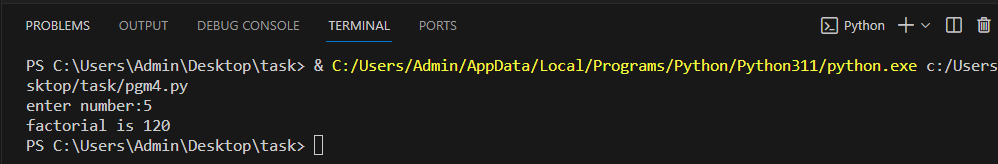 PROBLEMS OUTPUT DEBUG CONSOLE TERMINAL PORTS Python
PS C:\Users\Admin\Desktop\task> & C:/Users/Admin/AppData/Local/Programs/Python/Python311/python.exe c:/Users
sktop/task/pgm4.py
enter number:5
factorial is 120
PS C:\Users\Admin\Desktop\task>